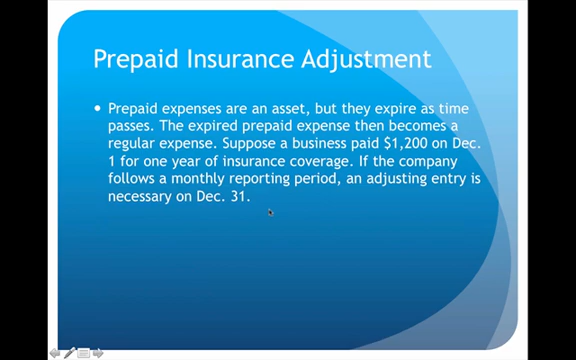 Prepaid Insurance Adjustment
• Prepaid expenses are an asset, but they expire as time
passes. The expired prepaid expense then becomes a
regular expense. Suppose a business paid $1,200 on Dec.
1 for one year of insurance coverage. If the company
follows a monthly reporting period, an adjusting entry is
necessary on Dec. 31.